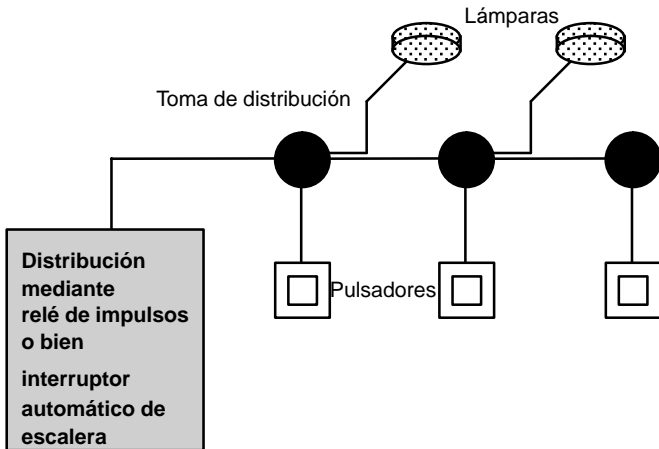 Lámparas
Toma de distribución
Pulsadores
Distribución
mediante
relé de impulsos
o bien
interruptor
automático de
escalera